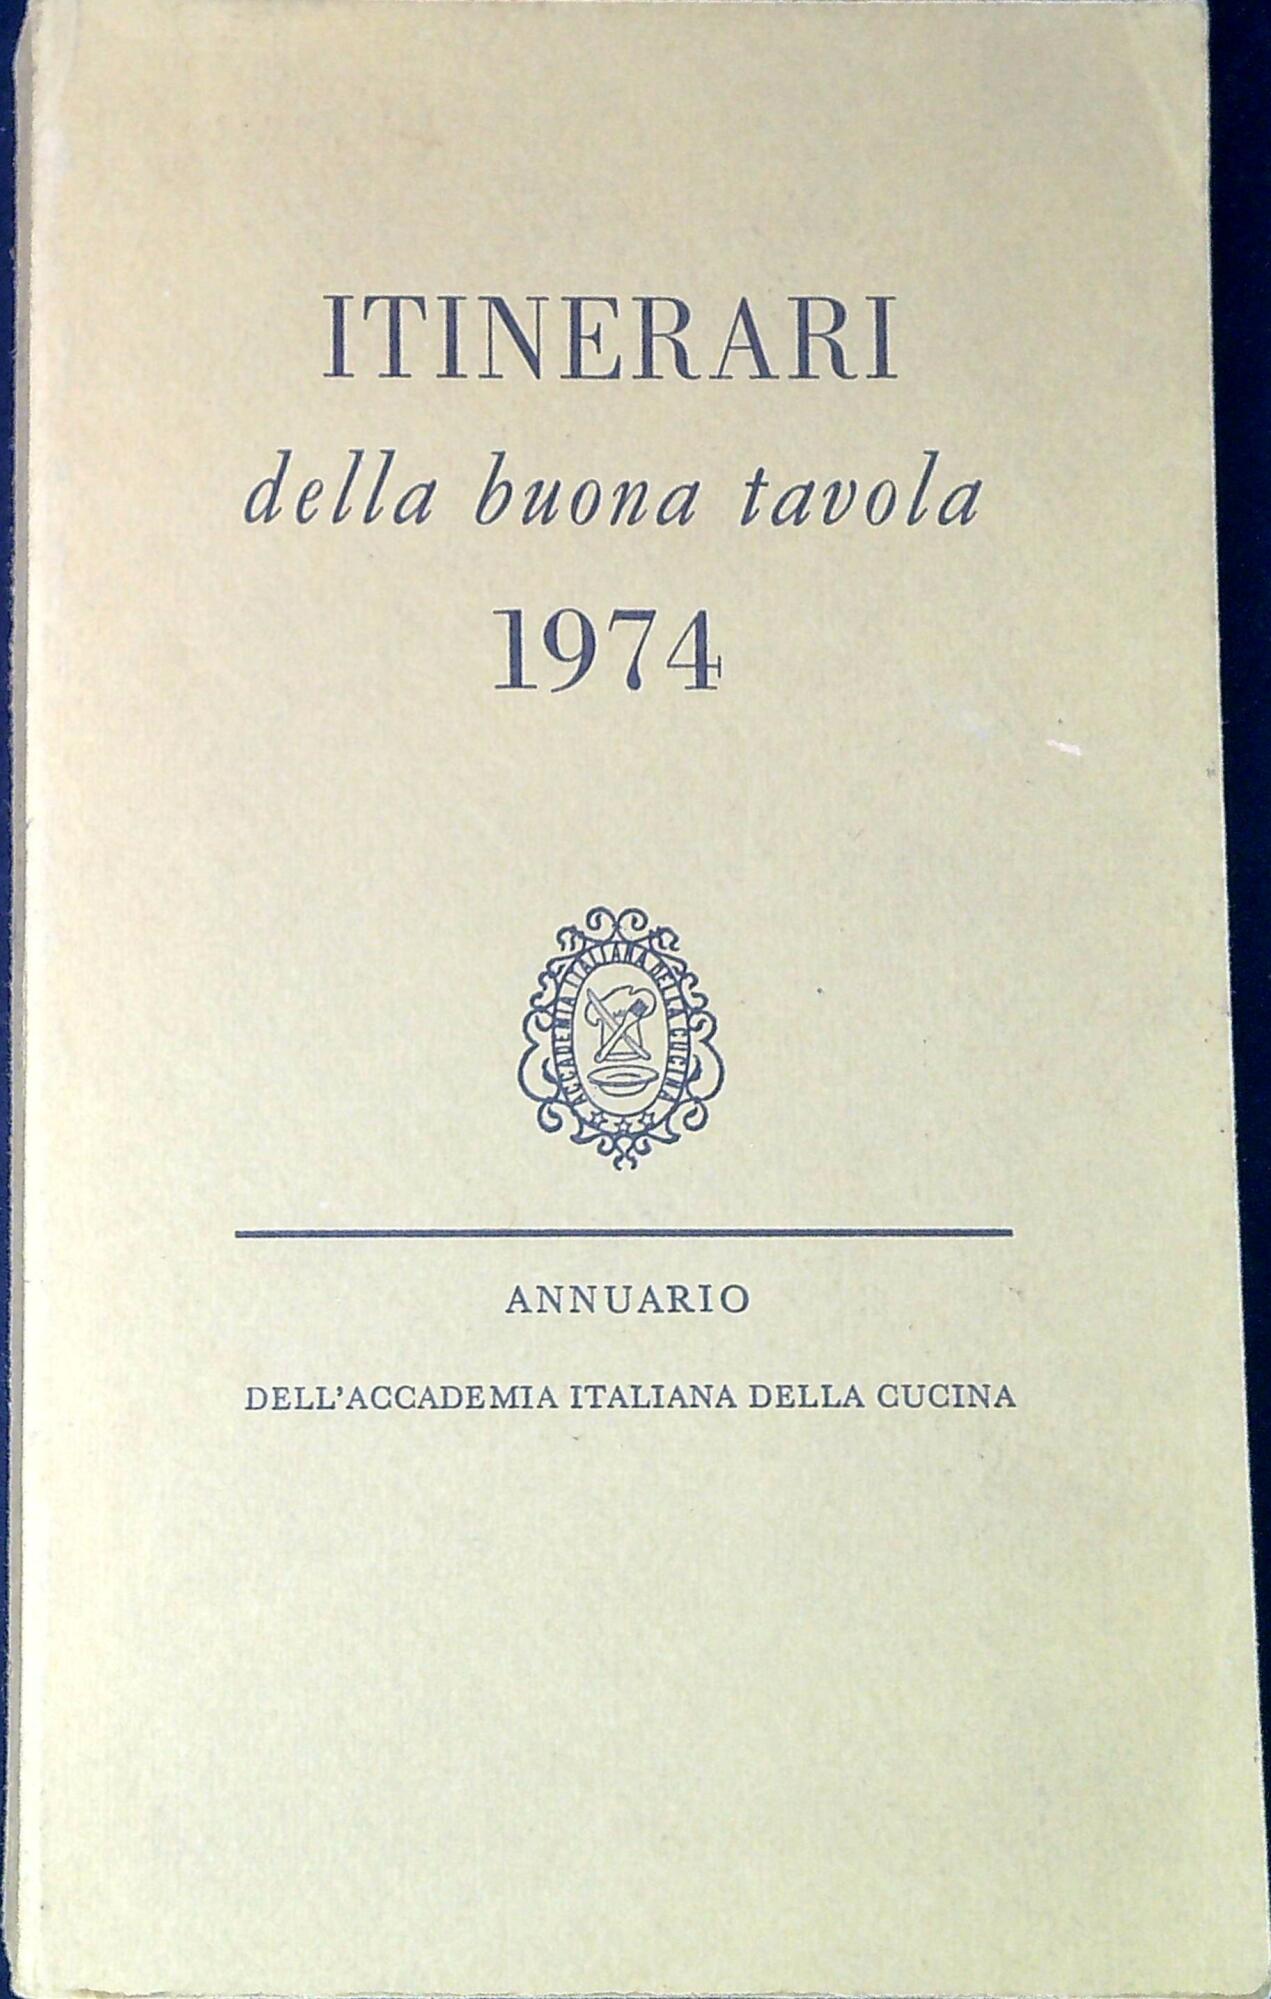 ITINERARI
della buona tavola
1974
ACCADEMIA ITALIANA DELLA CUCINA
ANNUARIO
DELL'ACCADEMIA ITALIANA DELLA CUCINA